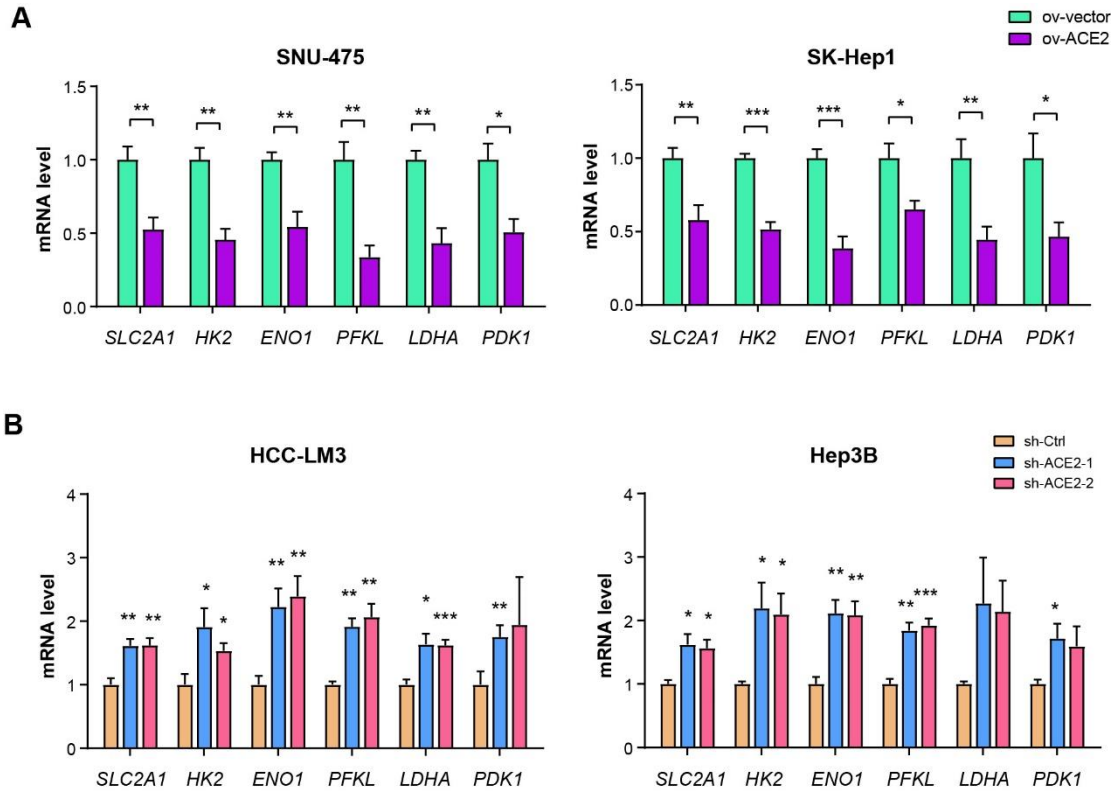 A
ov-vector
ov-ACE2
SNU-475
mRNA level
1.5
1.0
0.5
0.0
** ** ** ** ** *
SLC2A1 HK2 ENO1 PFKL LDHA PDK1
SK-Hep1
mRNA level
1.5
1.0
0.5
0.0
** *** *** * ** *
SLC2A1 HK2 ENO1 PFKL LDHA PDK1
B
sh-Ctrl
sh-ACE2-1
sh-ACE2-2
HCC-LM3
mRNA level
4
3
2
1
0
** ** * * ** ** ** ** * *** **
SLC2A1 HK2 ENO1 PFKL LDHA PDK1
Hep3B
mRNA level
4
3
2
1
0
* * * * ** ** ** *** *
SLC2A1 HK2 ENO1 PFKL LDHA PDK1